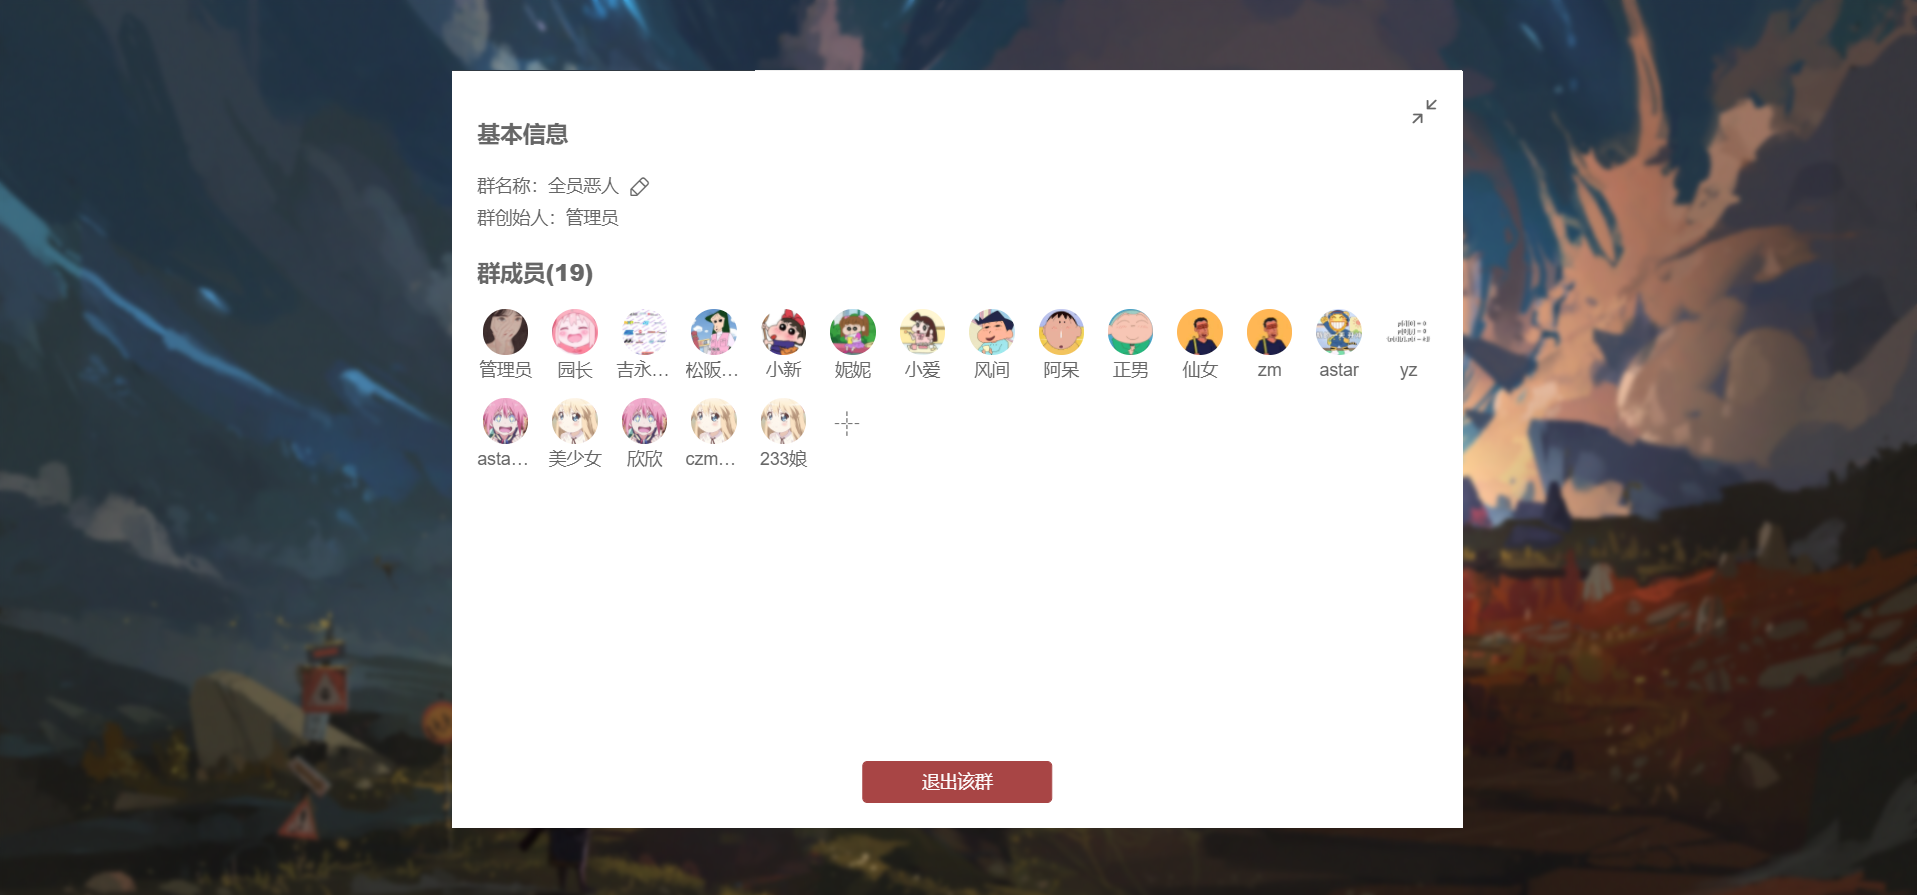 基本信息
群名称：全员恶人
群创始人：管理员
群成员(19)
管理员 园长 吉永... 松阪... 小新 妮妮 小爱 风间 阿呆 正男 仙女 zm astar yz
asta... 美少女 欣欣 czm... 233娘
退出该群